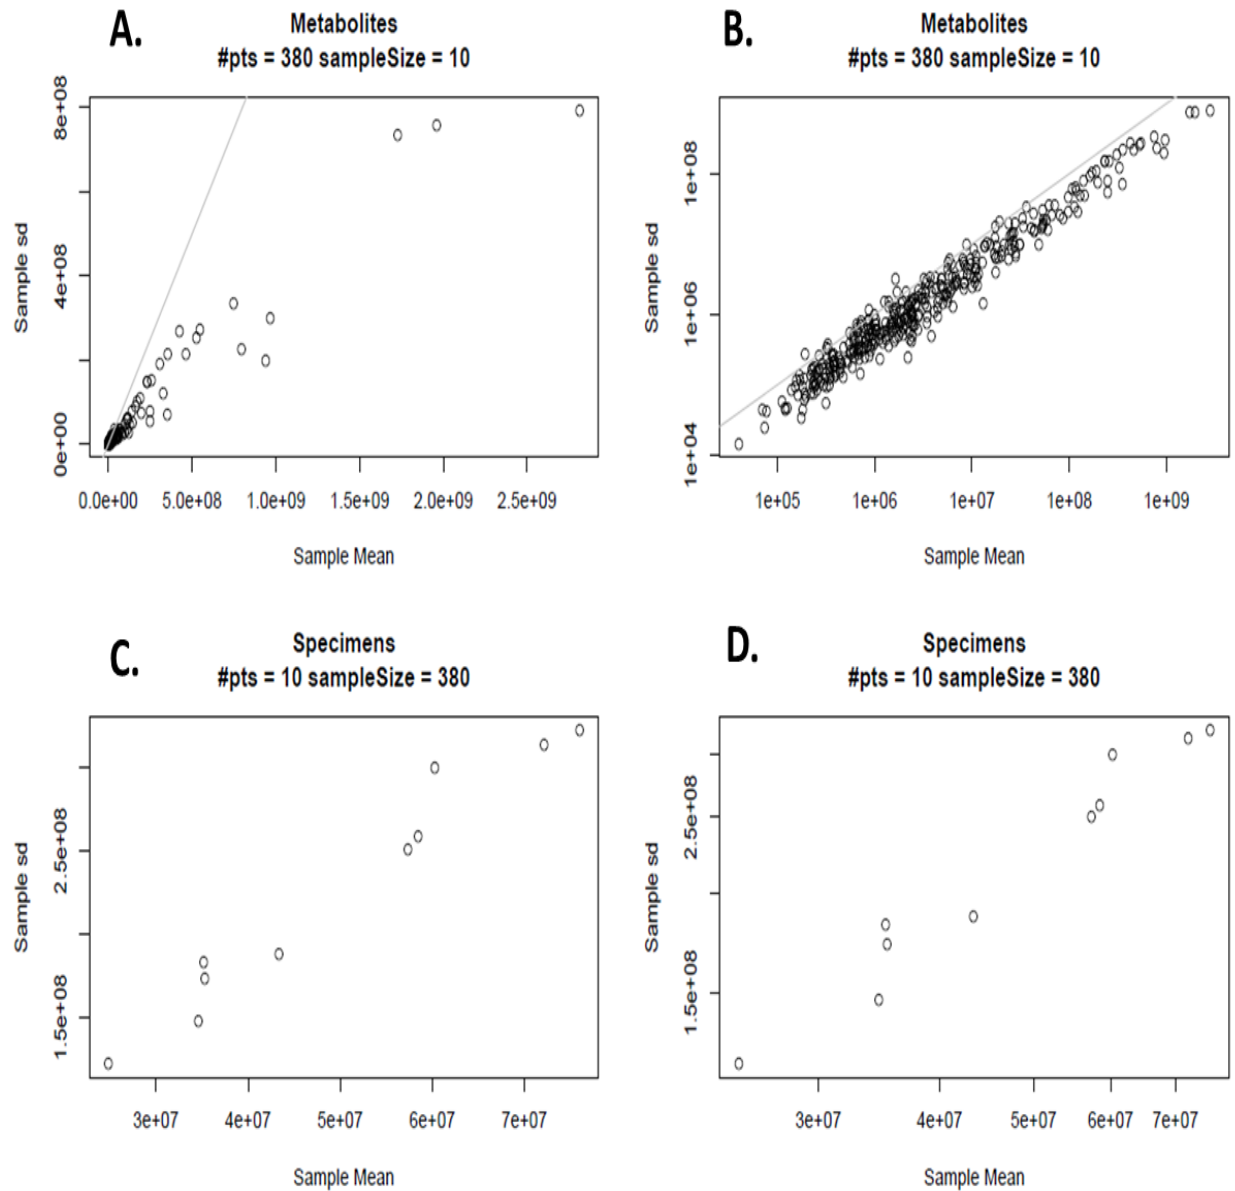 A.
Metabolites
#pts = 380 sampleSize = 10
Sample sd
8e+08
4e+08
0e+00
0.0e+00 5.0e+08 1.0e+09 1.5e+09 2.0e+09 2.5e+09
Sample Mean
B.
Metabolites
#pts = 380 sampleSize = 10
Sample sd
1e+08
1e+06
1e+04
1e+05 1e+06 1e+07 1e+08 1e+09
Sample Mean
C.
Specimens
#pts = 10 sampleSize = 380
Sample sd
2.5e+08
1.5e+08
3e+07 4e+07 5e+07 6e+07 7e+07
Sample Mean
D.
Specimens
#pts = 10 sampleSize = 380
Sample sd
2.5e+08
1.5e+08
3e+07 4e+07 5e+07 6e+07 7e+07
Sample Mean